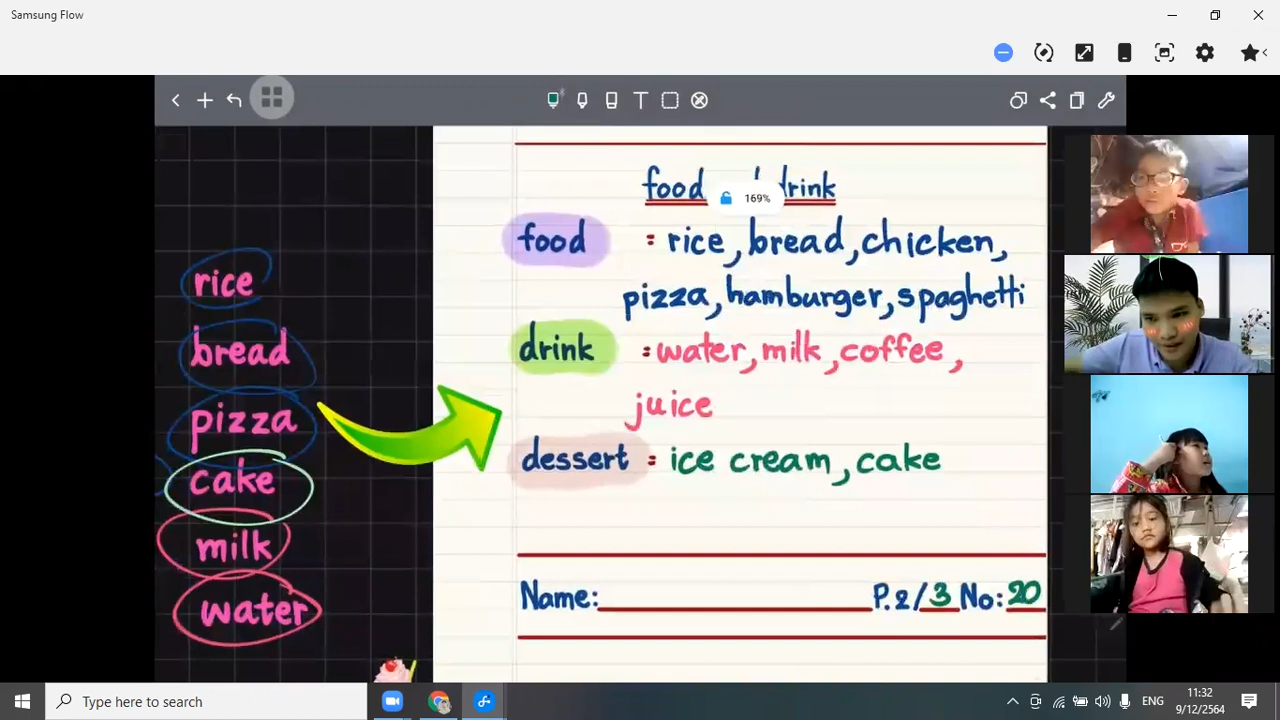 Samsung Flow
food drink
169%
food : rice, bread, chicken,
pizza, hamburger, spaghetti
drink : water, milk, coffee,
juice
dessert : ice cream, cake
Name: P.2/3 No: 20
rice
bread
pizza
cake
milk
water
Type here to search
ENG
11:32
9/12/2564